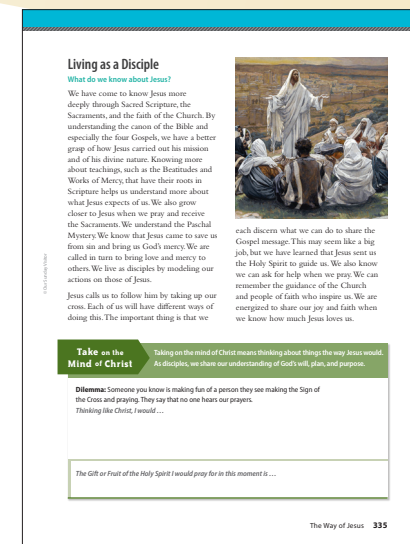 Living as a Disciple
What do we know about Jesus?
We have come to know Jesus more
deeply through Sacred Scripture, the
Sacraments, and the faith of the Church. By
understanding the canon of the Bible and
especially the four Gospels, we have a better
grasp of how Jesus carried out his mission
and of his divine nature. Knowing more
about teachings, such as the Beatitudes and
Works of Mercy, that have their roots in
Scripture helps us understand more about
what Jesus expects of us. We also grow
closer to Jesus when we pray and receive
the Sacraments. We understand the Paschal
Mystery. We know that Jesus came to save us
from sin and bring us God's mercy. We are
called in turn to bring love and mercy to
others. We live as disciples by modeling our
actions on those of Jesus.
Jesus calls us to follow him by taking up our
cross. Each of us will have different ways of
doing this. The important thing is that we
each discern what we can do to share the
Gospel message. This may seem like a big
job, but we have learned that Jesus sent us
the Holy Spirit to guide us. We also know
we can ask for help when we pray. We can
remember the guidance of the Church
and people of faith who inspire us. We are
energized to share our joy and faith when
we know how much Jesus loves us.
© Our Sunday Visitor
Take on the
Mind of Christ
Taking on the mind of Christ means thinking about things the way Jesus would.
As disciples, we share our understanding of God's will, plan, and purpose.
Dilemma: Someone you know is making fun of a person they see making the Sign of
the Cross and praying. They say that no one hears our prayers.
Thinking like Christ, I would . . .
The Gift or Fruit of the Holy Spirit I would pray for in this moment is . . .
The Way of Jesus 335